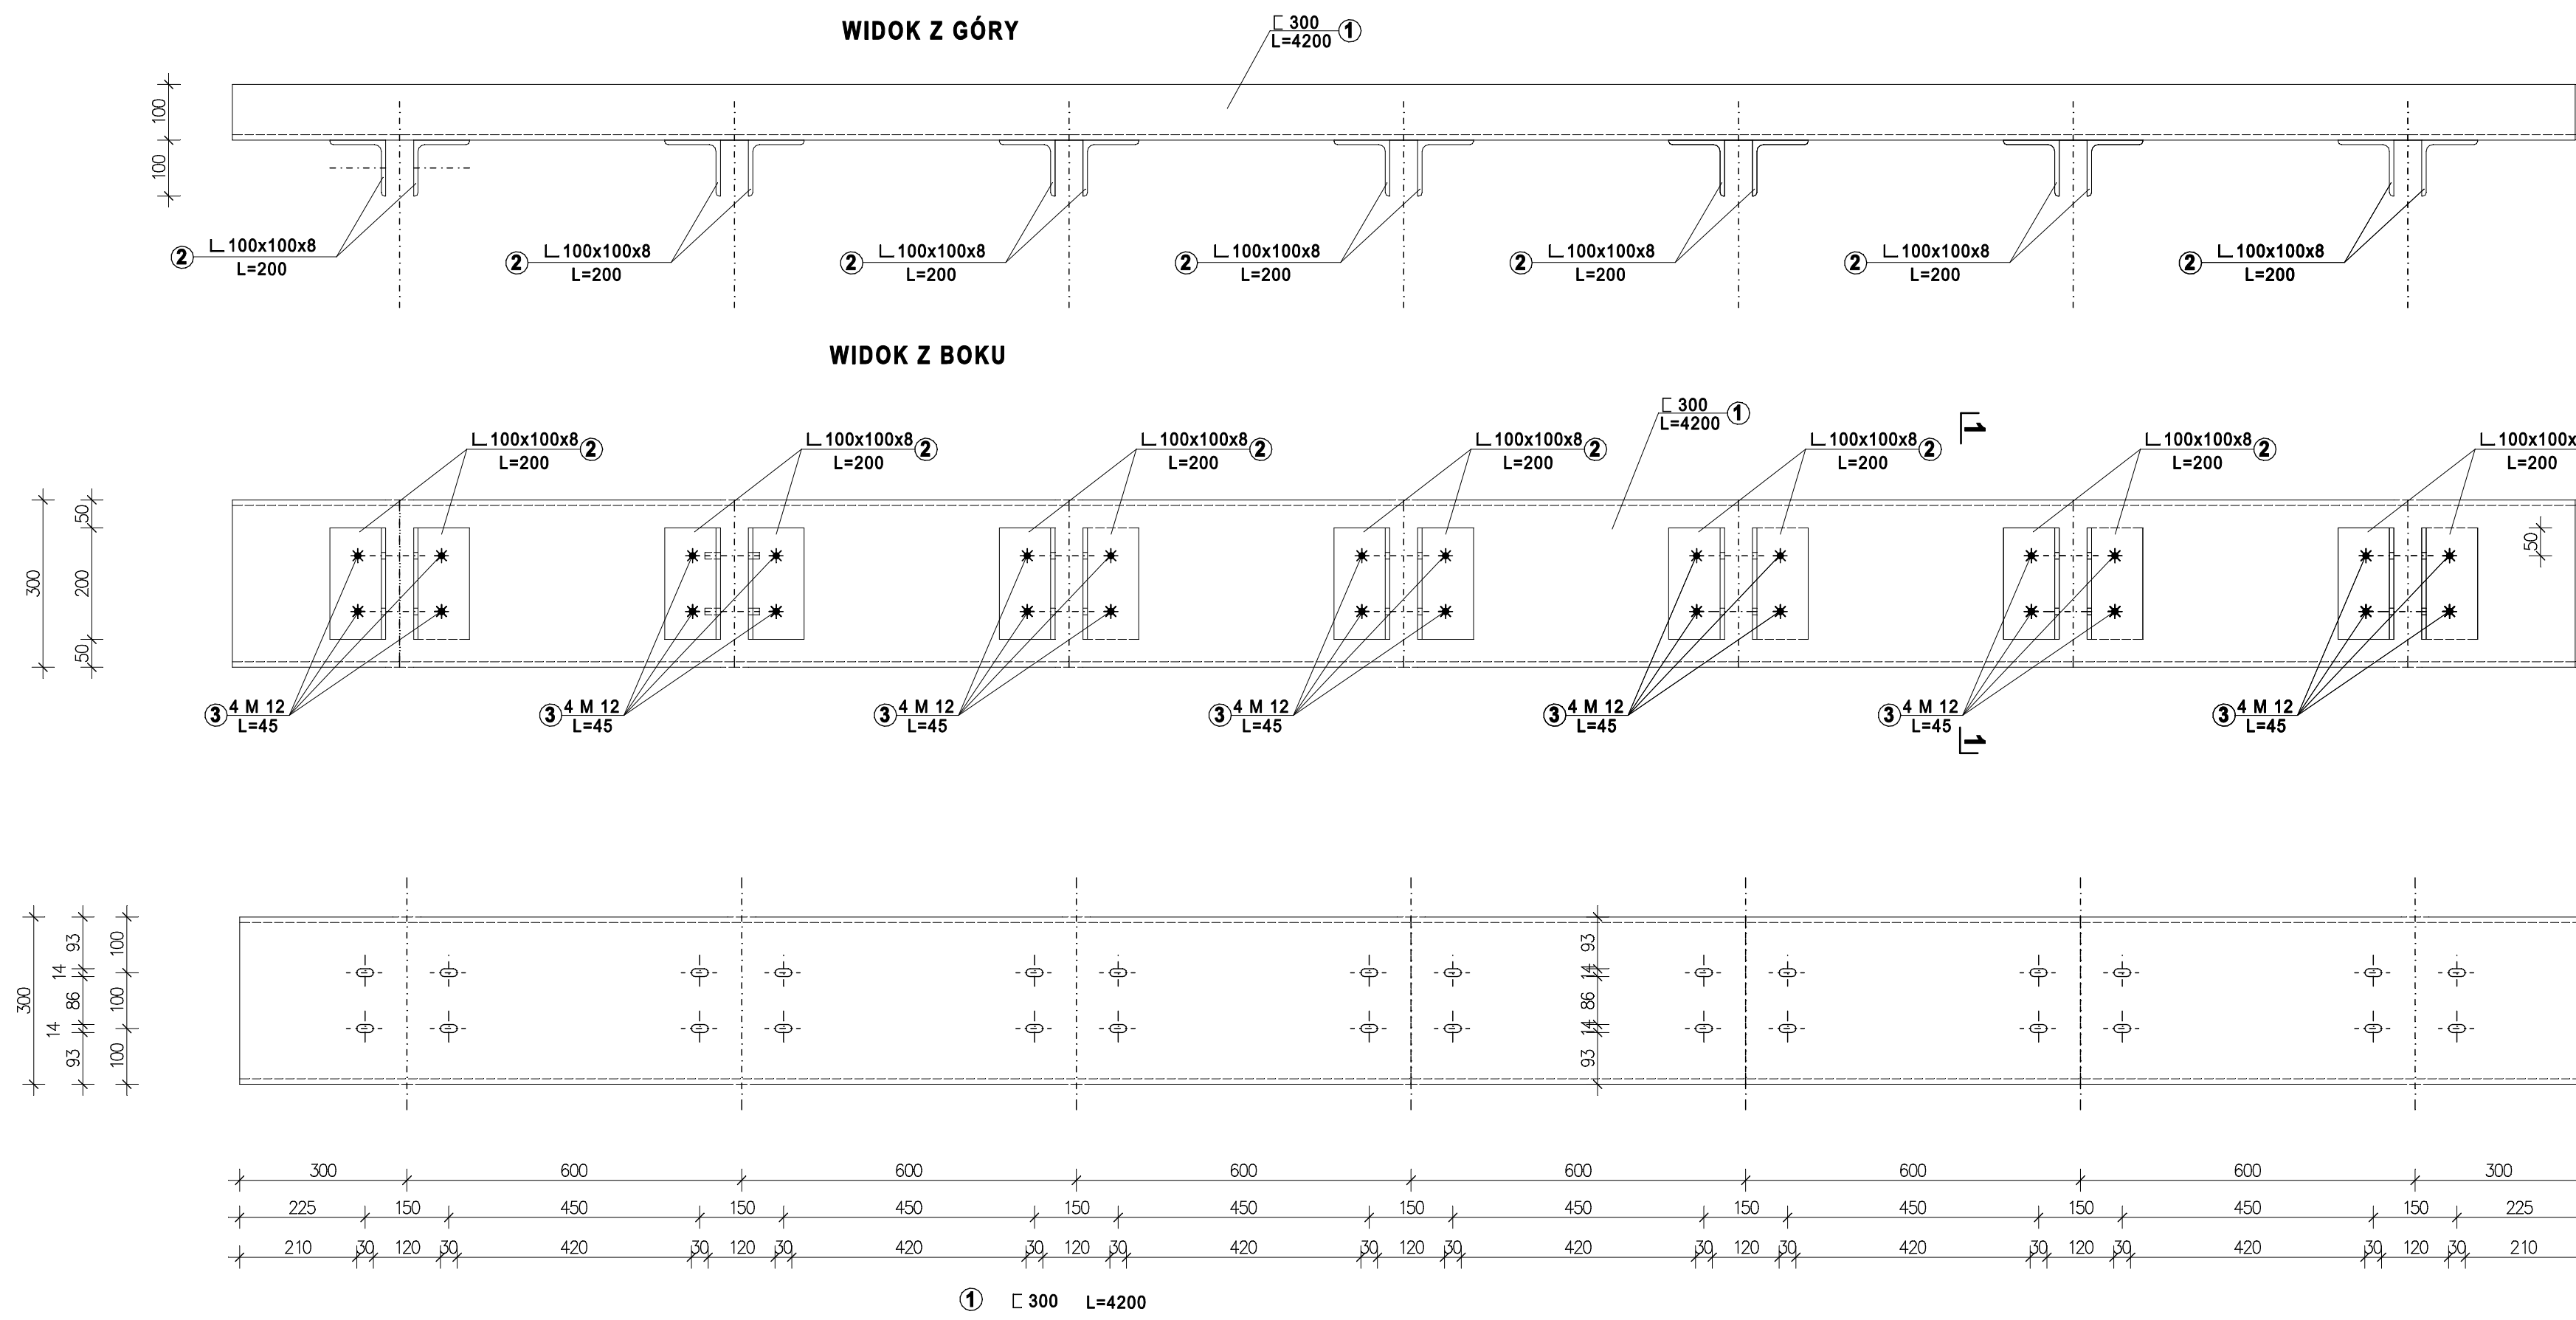 WIDOK Z GÓRY
300
L=4200 1
100
100
2 100x100x8
L=200
2 100x100x8
L=200
2 100x100x8
L=200
2 100x100x8
L=200
2 100x100x8
L=200
2 100x100x8
L=200
2 100x100x8
L=200
WIDOK Z BOKU
300
L=4200 1
1
100x100x8 2
L=200
100x100x8 2
L=200
100x100x8 2
L=200
100x100x8 2
L=200
100x100x8 2
L=200
100x100x8 2
L=200
100x100x
L=200
300
50
200
50
50
3 4 M 12
L=45
3 4 M 12
L=45
3 4 M 12
L=45
3 4 M 12
L=45
3 4 M 12
L=45
3 4 M 12
L=45
3 4 M 12
L=45
1
300
93
14
86
14
93
100
100
100
93
14
86
14
93
300 600 600 600 600 600 600 300
225 150 450 150 450 150 450 150 450 150 450 150 450 150 225
210 30 120 30 420 30 120 30 420 30 120 30 420 30 120 30 420 30 120 30 420 30 120 30 420 30 120 30 210
1 300 L=4200